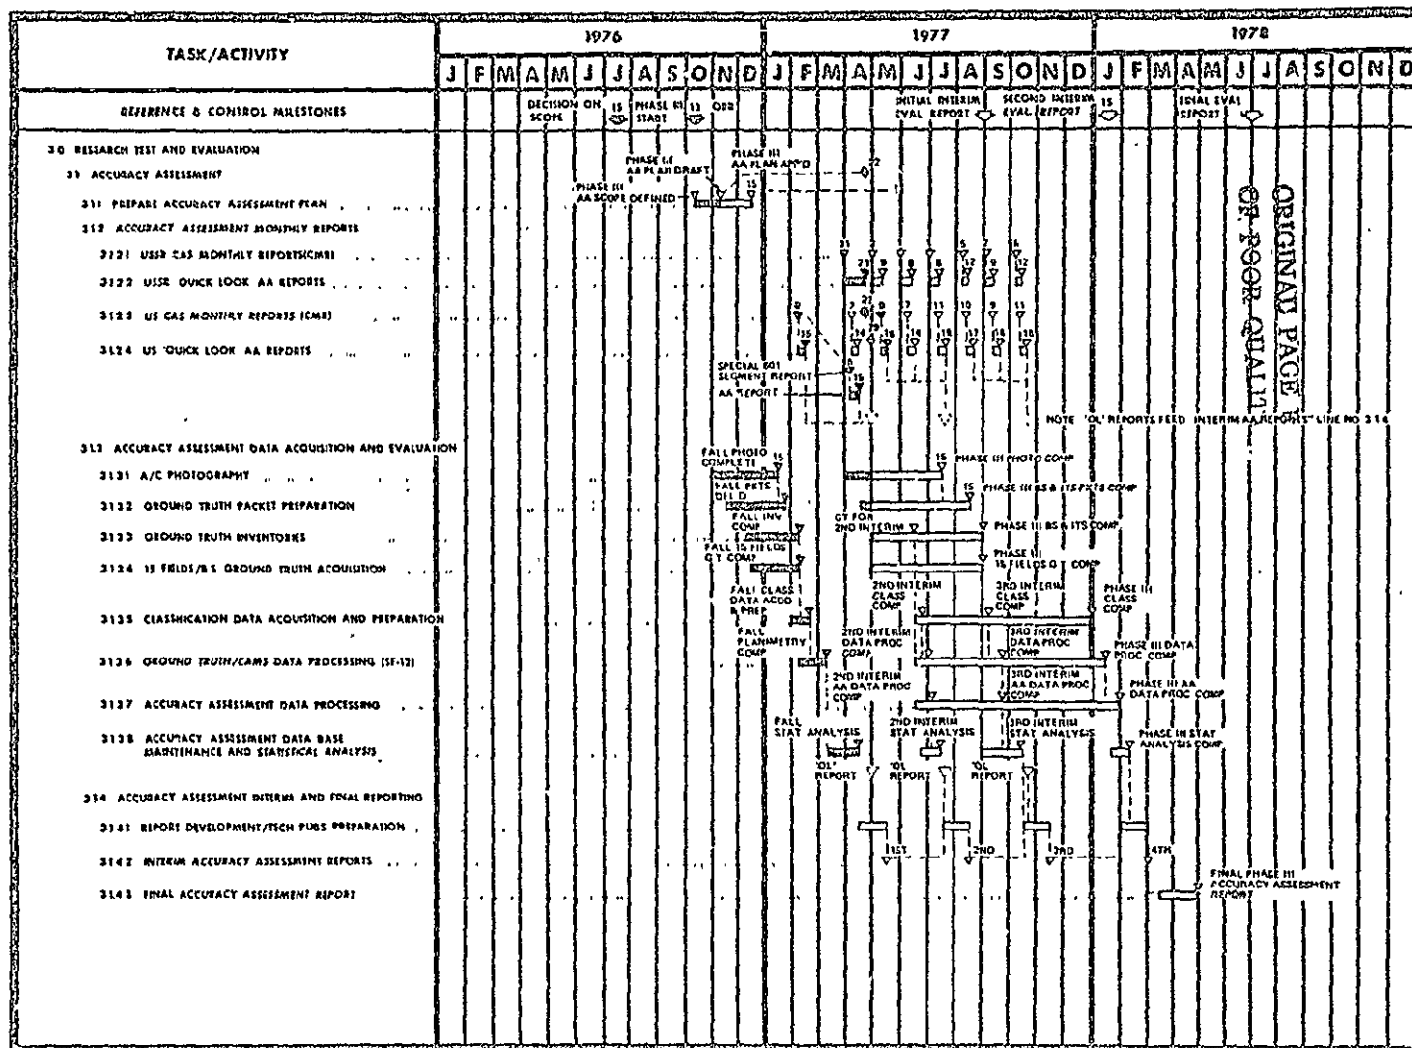 TASK/ACTIVITY
1976
1977
1978
J F M A M J J A S O N D J F M A M J J A S O N D J F M A M J J A S O N D
REFERENCE & CONTROL MILESTONES
DECISION ON SCOPE
15
PHASE III START
QRR
INITIAL INTERIM EVAL REPORT
SECOND INTERIM EVAL REPORT
15
EVAL REPORT
3 0 RESEARCH TEST AND EVALUATION
3 1 ACCURACY ASSESSMENT
PHASE III AA PLAN DRAFT
PHASE III AA PLAN APP'D
3 1 1 PREPARE ACCURACY ASSESSMENT PLAN
PHASE III AA SCOPE DEFINED
15
3 1 2 ACCURACY ASSESSMENT MONTHLY REPORTS
3 1 2 1 USSR CAS MONTHLY REPORTS(CMR)
3 1 2 2 USSR QUICK LOOK AA REPORTS
3 1 2 3 US CAS MONTHLY REPORTS (CMR)
3 1 2 4 US QUICK LOOK AA REPORTS
SPECIAL 601 SEGMENT REPORT
AA REPORT
NOTE 'QL' REPORTS FEED INTERIM AA REPORTS" LINE NO 3 1 4
ORIGINAL PAGE
OF POOR QUALIT
3 1 3 ACCURACY ASSESSMENT DATA ACQUISITION AND EVALUATION
FALL PHOTO COMPLETE
15
3 1 3 1 A/C PHOTOGRAPHY
15
PHASE III PHOTO COMP
FALL PKTS DEL'D
3 1 3 2 GROUND TRUTH PACKET PREPARATION
15
PHASE III BS & ITS PKTS COMP
FALL INV COMP
GT FOR 2ND INTERIM
3 1 3 3 GROUND TRUTH INVENTORIES
PHASE III BS & ITS COMP
FALL 15 FIELDS G T COMP
3 1 3 4 15 FIELDS/B S GROUND TRUTH ACQUISITION
PHASE III 15 FIELDS G T COMP
FALL CLASS DATA ACQD & PREP
2ND INTERIM CLASS COMP
3RD INTERIM CLASS COMP
PHASE III CLASS COMP
3 1 3 5 CLASSIFICATION DATA ACQUISITION AND PREPARATION
FALL PLANIMETRY COMP
2ND INTERIM DATA PROC COMP
3RD INTERIM DATA PROC COMP
PHASE III DATA PROC COMP
3 1 3 6 GROUND TRUTH/CAMS DATA PROCESSING (SF-12)
2ND INTERIM AA DATA PROC COMP
3RD INTERIM AA DATA PROC COMP
PHASE III AA DATA PROC COMP
3 1 3 7 ACCURACY ASSESSMENT DATA PROCESSING
FALL STAT ANALYSIS
2ND INTERIM STAT ANALYSIS
3RD INTERIM STAT ANALYSIS
PHASE III STAT ANALYSIS COMP
3 1 3 8 ACCURACY ASSESSMENT DATA BASE
MAINTENANCE AND STATISTICAL ANALYSIS
'QL' REPORT
'QL REPORT
'QL REPORT
3 1 4 ACCURACY ASSESSMENT INTERIM AND FINAL REPORTING
3 1 4 1 REPORT DEVELOPMENT/TECH PUBS PREPARATION
3 1 4 2 INTERIM ACCURACY ASSESSMENT REPORTS
1ST
2ND
3RD
4TH
3 1 4 3 FINAL ACCURACY ASSESSMENT REPORT
FINAL PHASE III ACCURACY ASSESSMENT REPORT